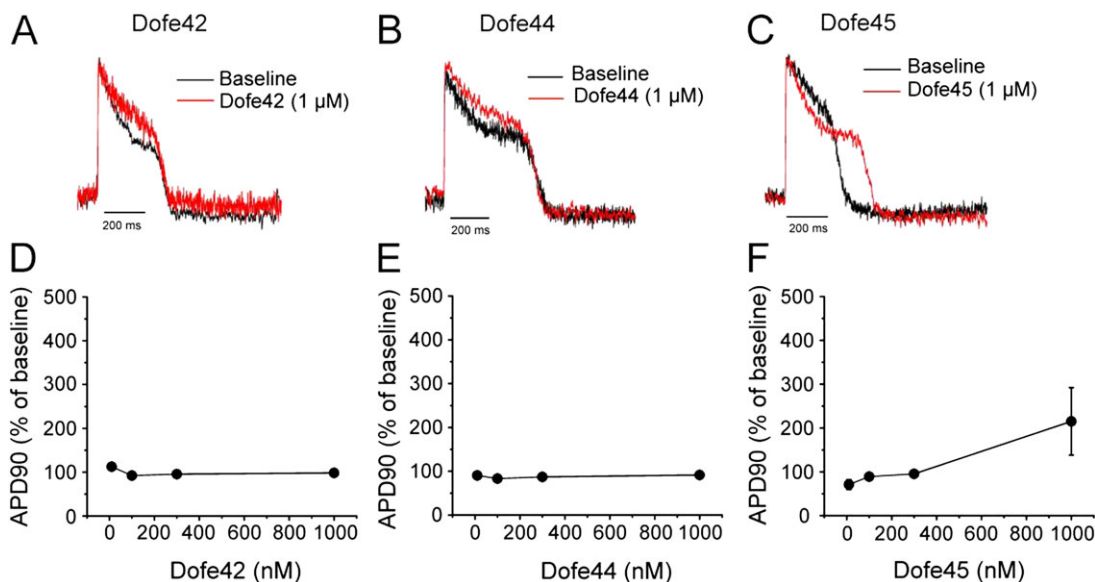 A
Dofe42
Baseline
Dofe42 (1 μM)
200 ms
B
Dofe44
Baseline
Dofe44 (1 μM)
200 ms
C
Dofe45
Baseline
Dofe45 (1 μM)
200 ms
D
APD90 (% of baseline)
500
400
300
200
100
0
0 200 400 600 800 1000
Dofe42 (nM)
E
APD90 (% of baseline)
500
400
300
200
100
0
0 200 400 600 800 1000
Dofe44 (nM)
F
APD90 (% of baseline)
500
400
300
200
100
0
0 200 400 600 800 1000
Dofe45 (nM)